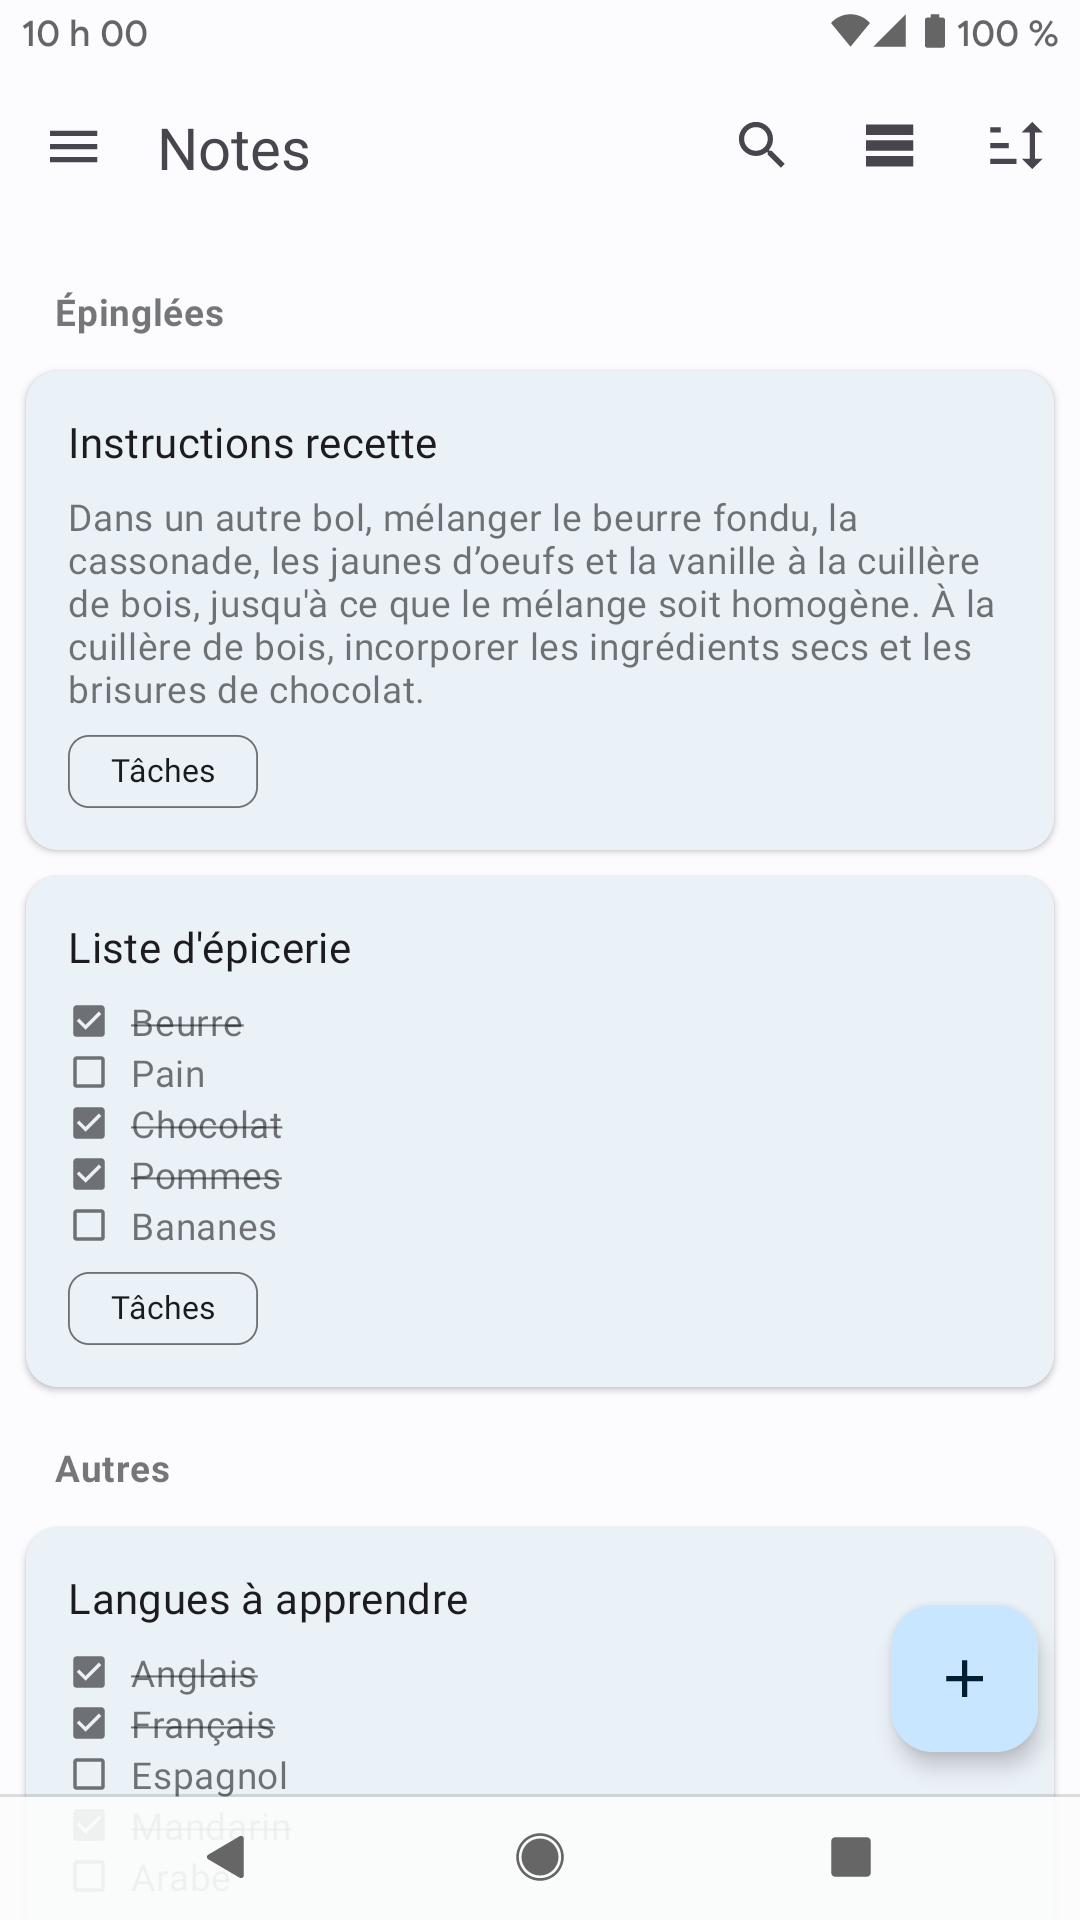 10 h 00
100 %
Notes
Épinglées
Instructions recette
Dans un autre bol, mélanger le beurre fondu, la
cassonade, les jaunes d’oeufs et la vanille à la cuillère
de bois, jusqu'à ce que le mélange soit homogène. À la
cuillère de bois, incorporer les ingrédients secs et les
brisures de chocolat.
Tâches
Liste d'épicerie
Beurre
Pain
Chocolat
Pommes
Bananes
Tâches
Autres
Langues à apprendre
Anglais
Français
Espagnol
Mandarin
Arabe